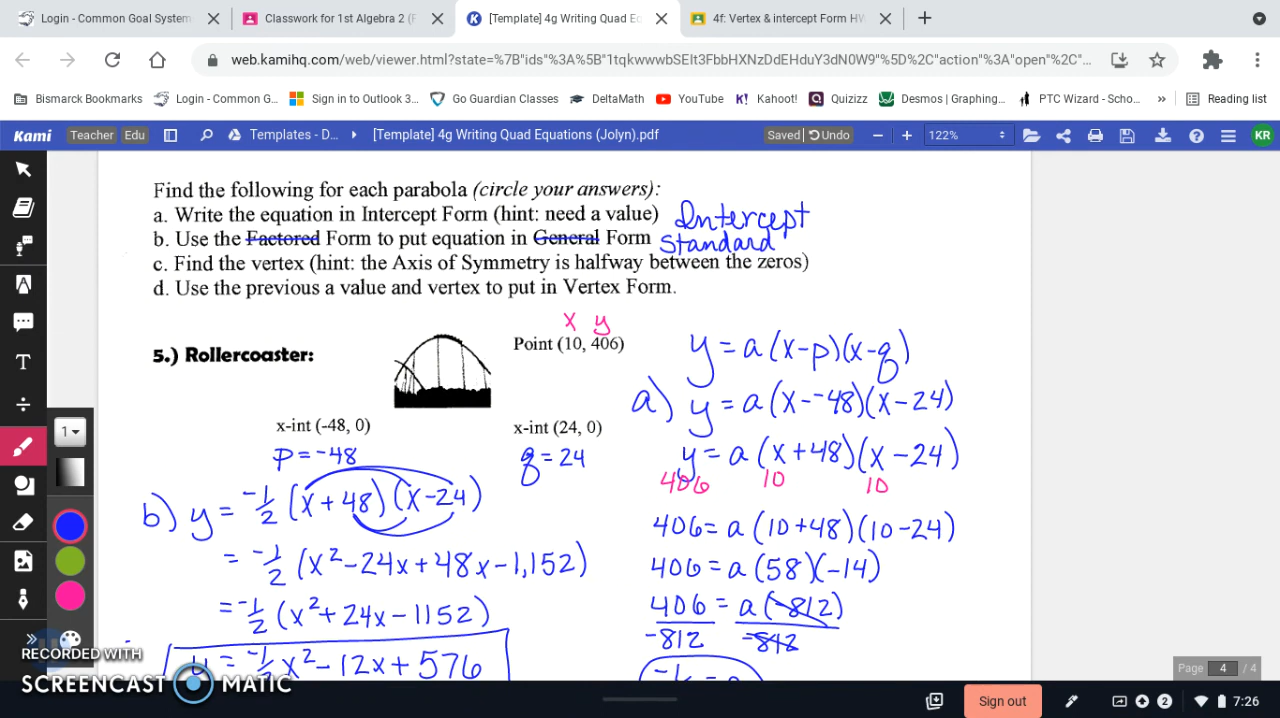 Login - Common Goal System
Classwork for 1st Algebra 2 (F
[Template] 4g Writing Quad Ec
4f: Vertex & intercept Form HW
web.kamihq.com/web/viewer.html?state=%7B"ids"%3A%5B"1tqkwwwbSEIt3FbbHXNzDdEHduY3dN0W9"%5D%2C"action"%3A"open"%2C"...
Bismarck Bookmarks
Login - Common G...
Sign in to Outlook 3...
Go Guardian Classes
DeltaMath
YouTube
Kahoot!
Quizizz
Desmos | Graphing...
PTC Wizard - Scho...
»
Reading list
Kami
Teacher
Edu
Templates - D...
[Template] 4g Writing Quad Equations (Jolyn).pdf
Saved
Undo
122%
KR
Find the following for each parabola (circle your answers):
a. Write the equation in Intercept Form (hint: need a value)
Intercept
b. Use the Factored Form to put equation in General Form
Standard
c. Find the vertex (hint: the Axis of Symmetry is halfway between the zeros)
d. Use the previous a value and vertex to put in Vertex Form.
x y
5.) Rollercoaster:
Point (10, 406)
x-int (-48, 0)
p = -48
x-int (24, 0)
q = 24
y = a(x-p)(x-q)
a) y = a(x--48)(x-24)
y = a(x+48)(x-24)
406 10 10
406 = a(10+48)(10-24)
406 = a(58)(-14)
406 = a(-812)
-812 -812
b) y = -1/2 (x+48)(x-24)
= -1/2 (x²-24x+48x-1,152)
= -1/2 (x²+24x-1152)
y = -1/2 x²-12x+576
1
Page 4 / 4
RECORDED WITH
SCREENCAST MATIC
Sign out
2
7:26